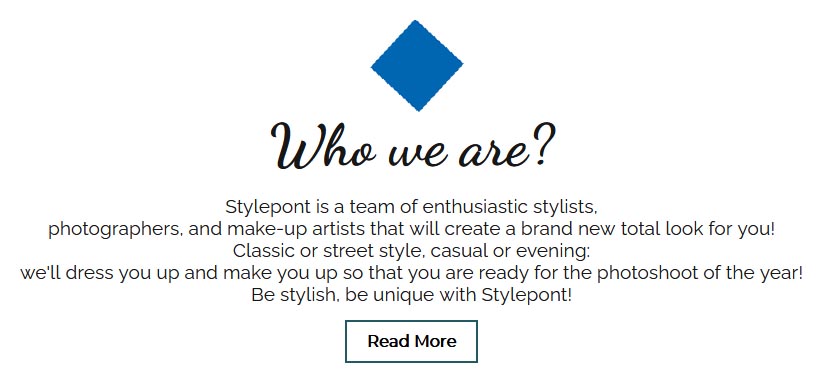 Who we are?
Stylepont is a team of enthusiastic stylists,
photographers, and make-up artists that will create a brand new total look for you!
Classic or street style, casual or evening:
we'll dress you up and make you up so that you are ready for the photoshoot of the year!
Be stylish, be unique with Stylepont!
Read More